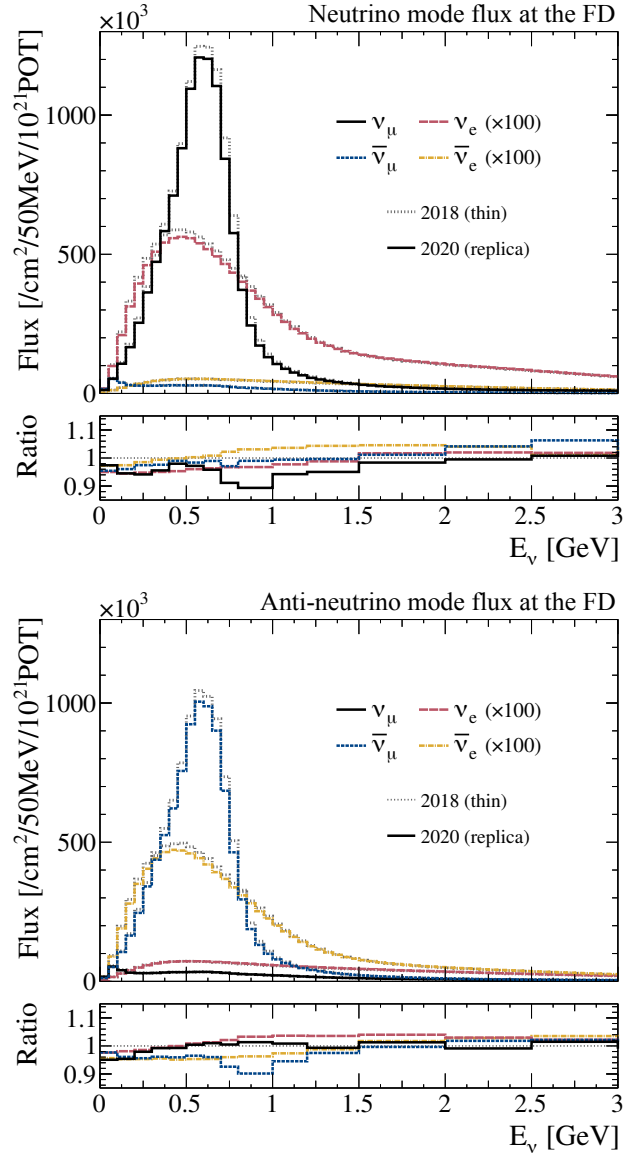 ×10³ Neutrino mode flux at the FD
Flux [/cm²/50MeV/10²¹POT]
1000
500
0
ν_μ ν_e (×100)
ν̄_μ ν̄_e (×100)
2018 (thin)
2020 (replica)
Ratio
1.1
1
0.9
0 0.5 1 1.5 2 2.5 3
E_ν [GeV]
×10³ Anti-neutrino mode flux at the FD
Flux [/cm²/50MeV/10²¹POT]
1000
500
0
ν_μ ν_e (×100)
ν̄_μ ν̄_e (×100)
2018 (thin)
2020 (replica)
Ratio
1.1
1
0.9
0 0.5 1 1.5 2 2.5 3
E_ν [GeV]